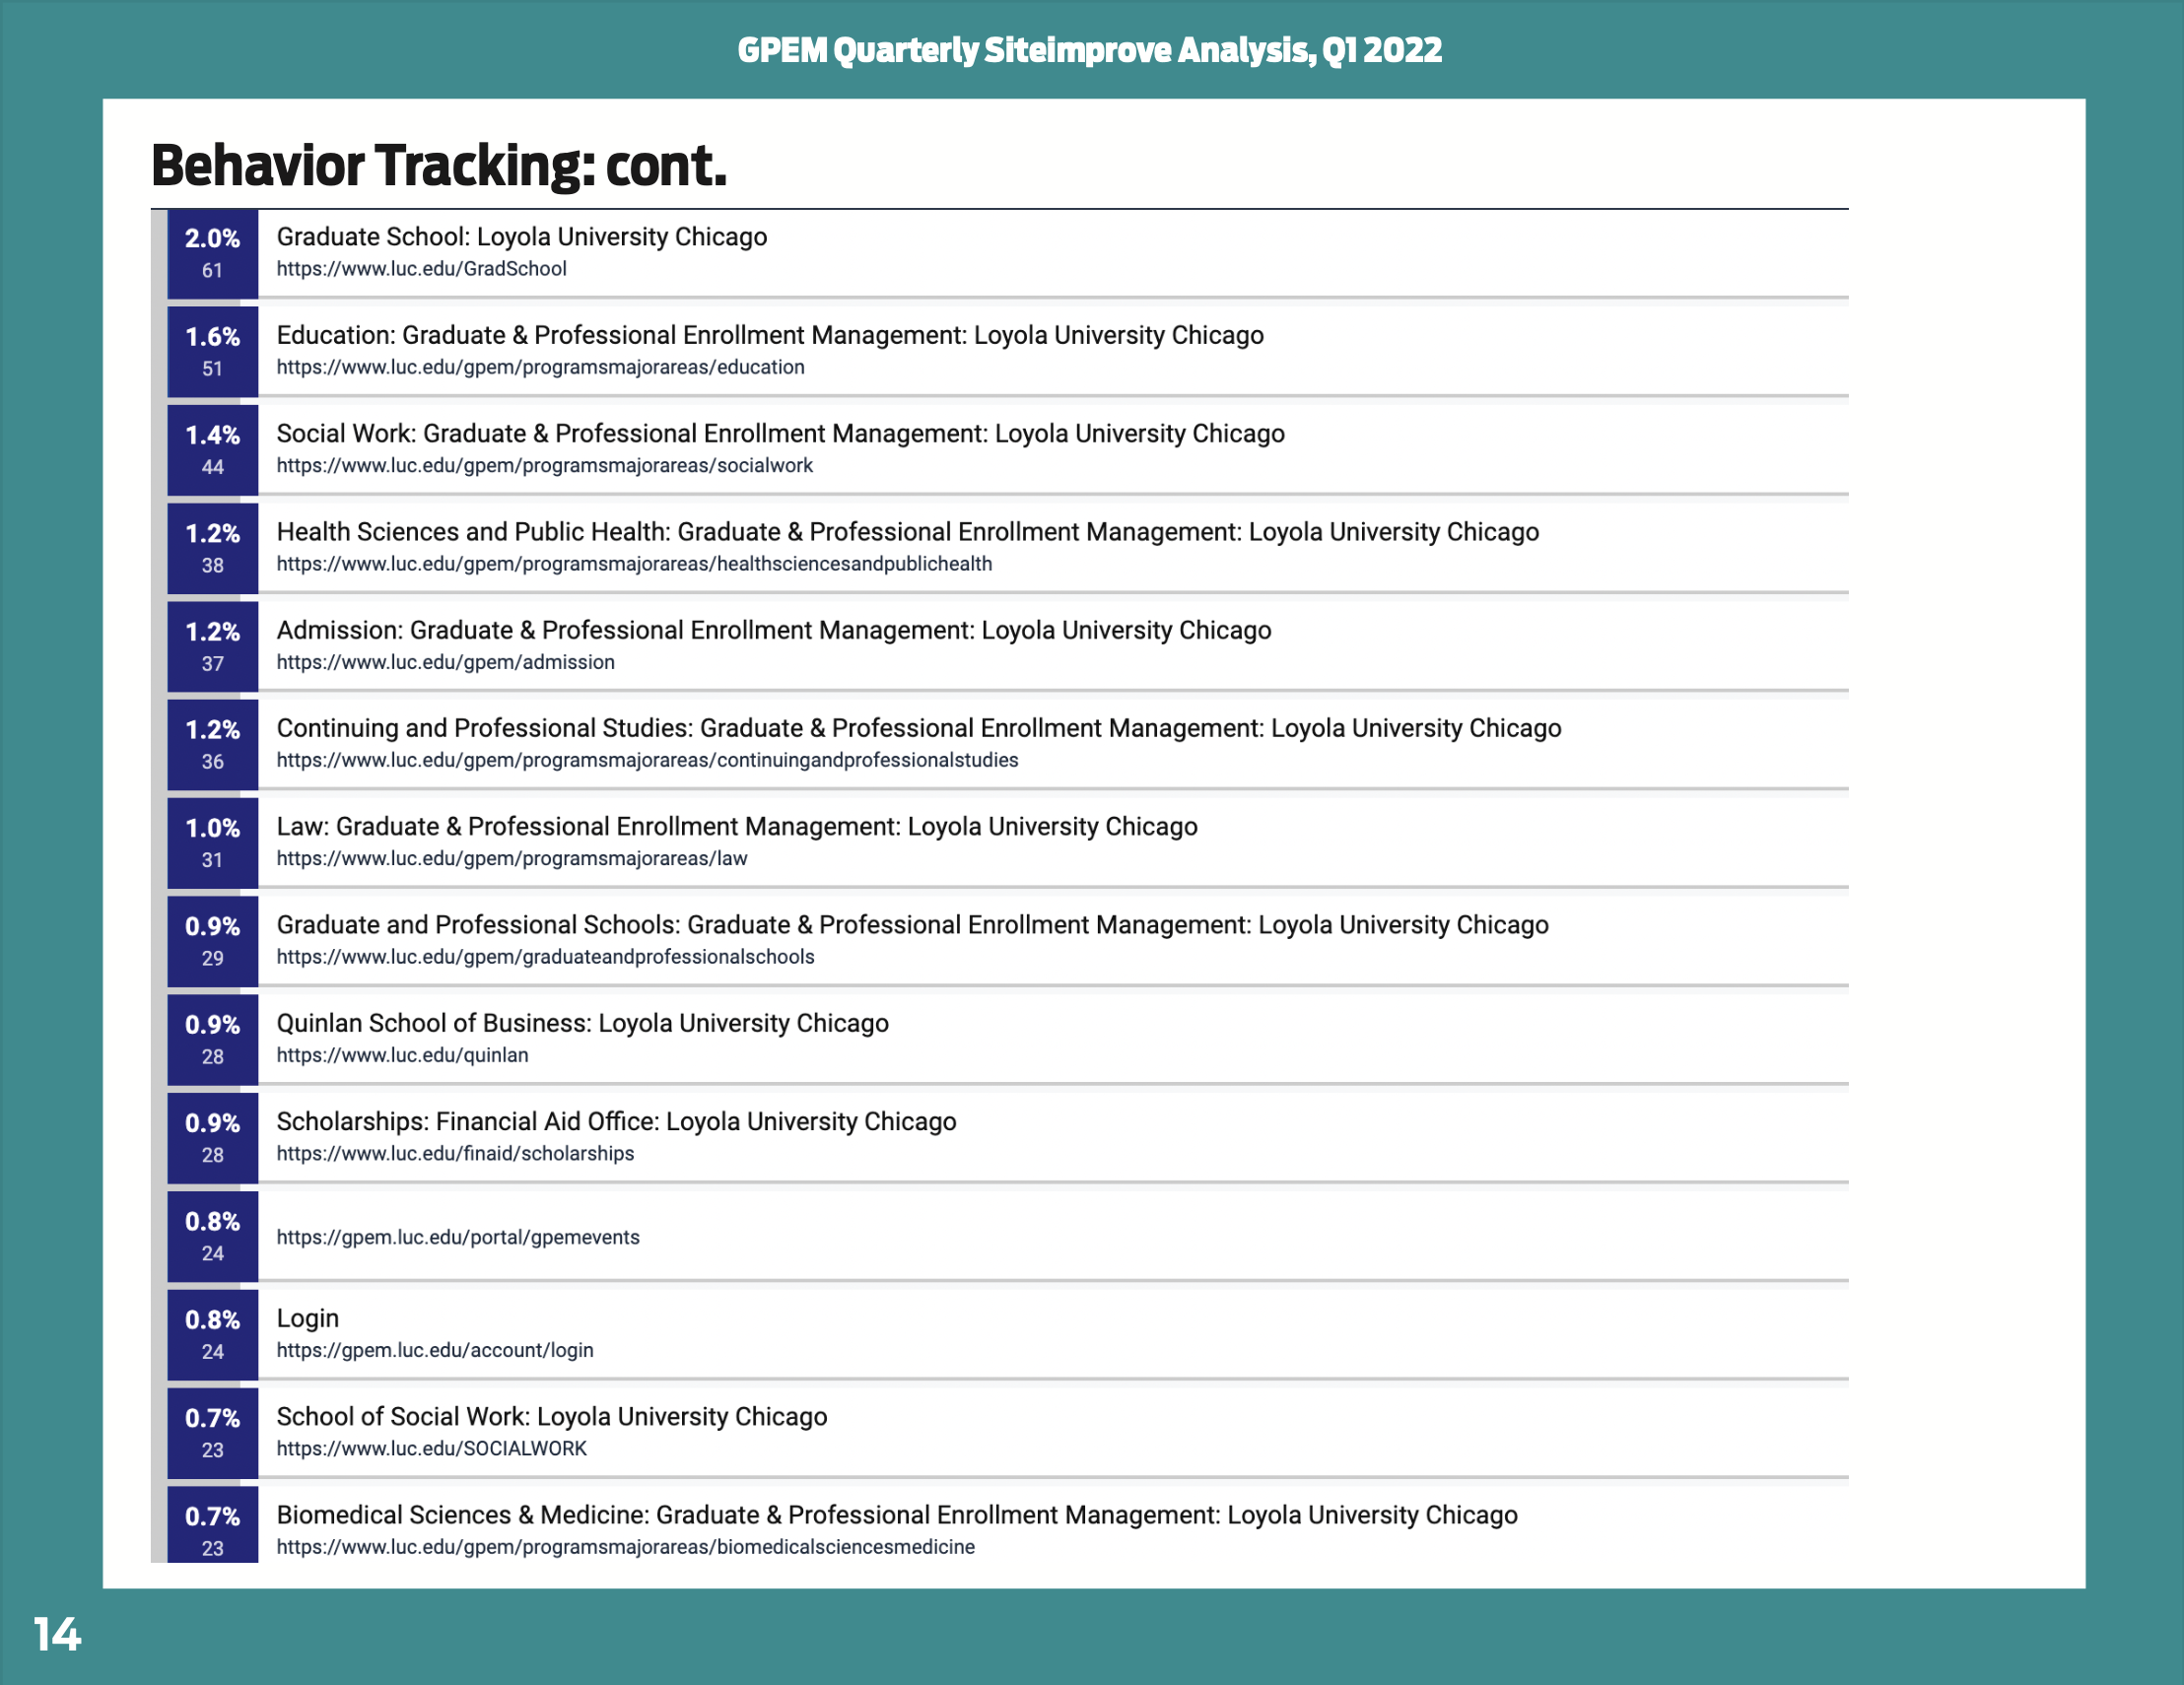 GPEM Quarterly Siteimprove Analysis, Q1 2022
Behavior Tracking: cont.
2.0%
61
Graduate School: Loyola University Chicago
https://www.luc.edu/GradSchool
1.6%
51
Education: Graduate & Professional Enrollment Management: Loyola University Chicago
https://www.luc.edu/gpem/programsmajorareas/education
1.4%
44
Social Work: Graduate & Professional Enrollment Management: Loyola University Chicago
https://www.luc.edu/gpem/programsmajorareas/socialwork
1.2%
38
Health Sciences and Public Health: Graduate & Professional Enrollment Management: Loyola University Chicago
https://www.luc.edu/gpem/programsmajorareas/healthsciencesandpublichealth
1.2%
37
Admission: Graduate & Professional Enrollment Management: Loyola University Chicago
https://www.luc.edu/gpem/admission
1.2%
36
Continuing and Professional Studies: Graduate & Professional Enrollment Management: Loyola University Chicago
https://www.luc.edu/gpem/programsmajorareas/continuingandprofessionalstudies
1.0%
31
Law: Graduate & Professional Enrollment Management: Loyola University Chicago
https://www.luc.edu/gpem/programsmajorareas/law
0.9%
29
Graduate and Professional Schools: Graduate & Professional Enrollment Management: Loyola University Chicago
https://www.luc.edu/gpem/graduateandprofessionalschools
0.9%
28
Quinlan School of Business: Loyola University Chicago
https://www.luc.edu/quinlan
0.9%
28
Scholarships: Financial Aid Office: Loyola University Chicago
https://www.luc.edu/finaid/scholarships
0.8%
24
https://gpem.luc.edu/portal/gpemevents
0.8%
24
Login
https://gpem.luc.edu/account/login
0.7%
23
School of Social Work: Loyola University Chicago
https://www.luc.edu/SOCIALWORK
0.7%
23
Biomedical Sciences & Medicine: Graduate & Professional Enrollment Management: Loyola University Chicago
https://www.luc.edu/gpem/programsmajorareas/biomedicalsciencesmedicine
14